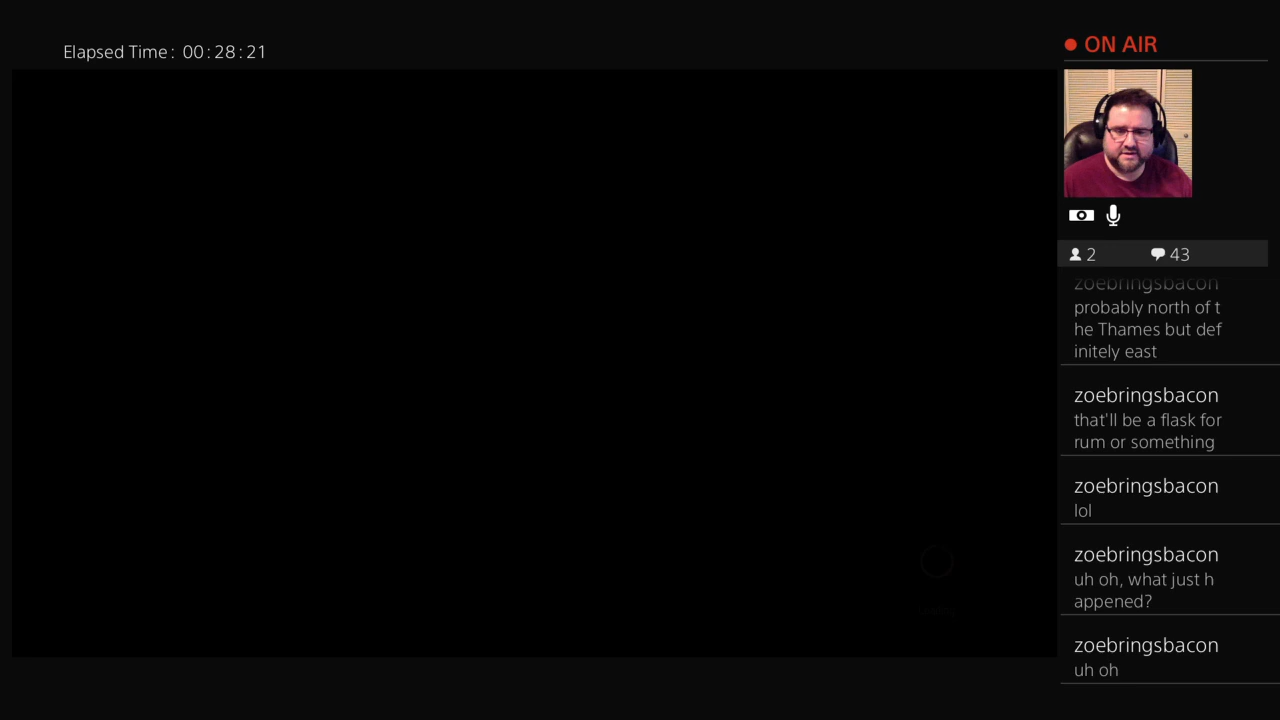 Elapsed Time: 00:28:21
ON AIR
2 43
zoebringsbacon
probably north of t
he Thames but def
initely east
zoebringsbacon
that'll be a flask for
rum or something
zoebringsbacon
lol
zoebringsbacon
uh oh, what just h
appened?
zoebringsbacon
uh oh